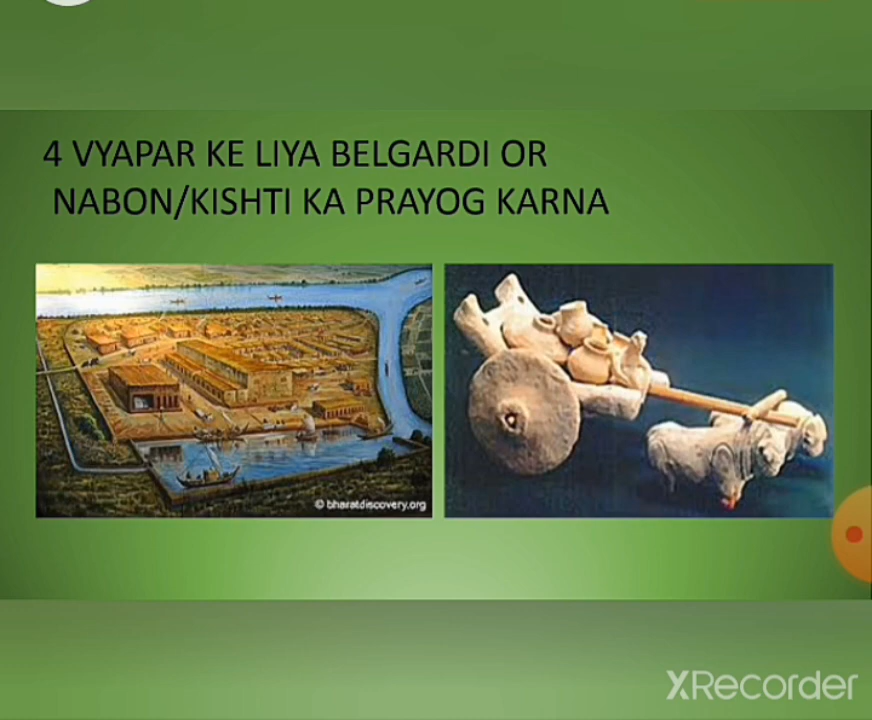 4 VYAPAR KE LIYA BELGARDI OR
NABON/KISHTI KA PRAYOG KARNA
© bharatdiscovery.org
XRecorder